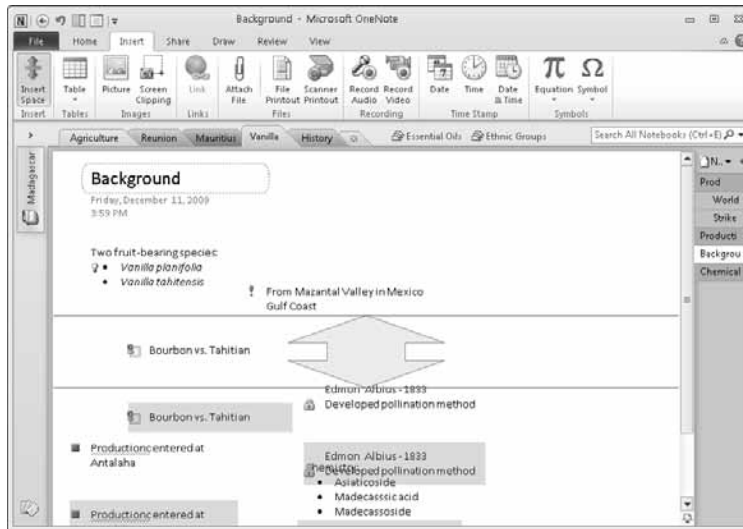 Background - Microsoft OneNote
File Home Insert Share Draw Review View
Insert Space
Table
Picture
Screen Clipping
Link
Attach File
File Printout
Scanner Printout
Record Audio
Record Video
Date
Time
Date & Time
Equation
Symbol
Insert Tables Images Links Files Recording Time Stamp Symbols
Agriculture Reunion Mauritius Vanilla History Essential Oils Ethnic Groups Search All Notebooks (Ctrl+E)
Madagascar
Background
Friday, December 11, 2009
3:59 PM
Two fruit-bearing species:
• Vanilla planifolia
• Vanilla tahitensis
From Mazantal Valley in Mexico
Gulf Coast
Bourbon vs. Tahitian
Edmon Albius - 1833
Developed pollination method
Bourbon vs. Tahitian
Production centered at
Antalaha
Edmon Albius - 1833
Developed pollination method
• Asiaticoside
• Madecasssic acid
• Madecassoside
Production centered at
N..
Prod
World
Strike
Producti
Backgrou
Chemical